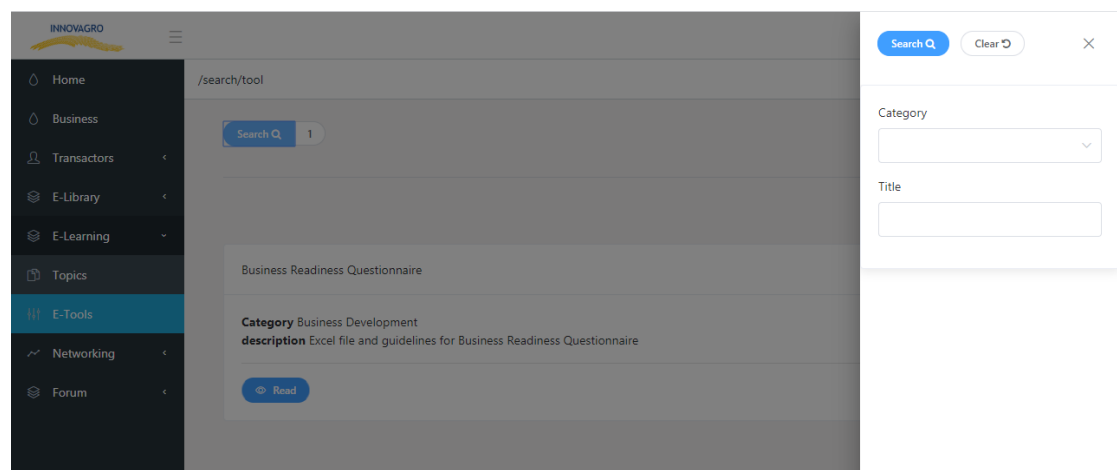 INNOVAGRO
Home
Business
Transactors
E-Library
E-Learning
Topics
E-Tools
Networking
Forum
/search/tool
Search 1
Business Readiness Questionnaire
Category Business Development
description Excel file and guidelines for Business Readiness Questionnaire
Read
Search Clear
Category
Title